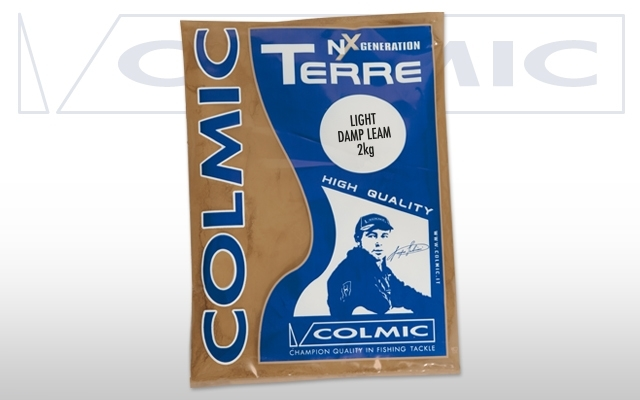 COLMIC
COLMIC
NX GENERATION
TERRE
LIGHT
DAMP LEAM
2kg
HIGH QUALITY
WWW.COLMIC.IT
COLMIC
CHAMPION QUALITY IN FISHING TACKLE